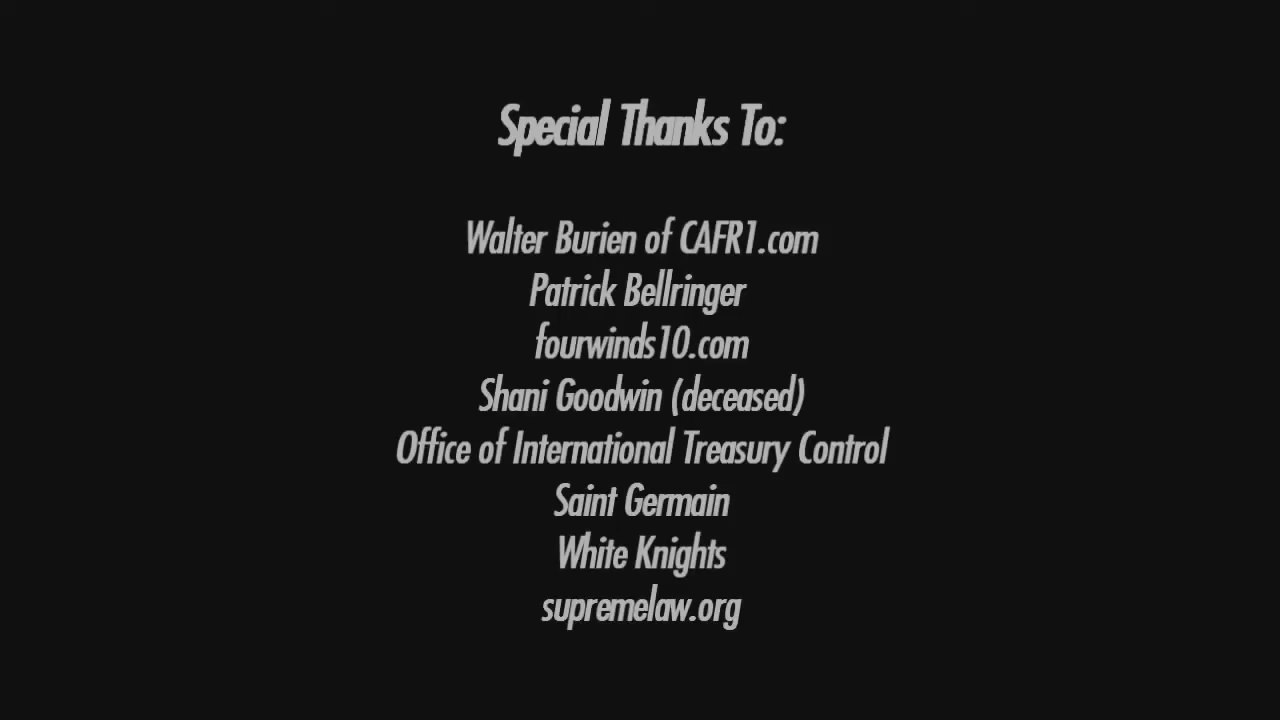 Special Thanks To:
Walter Burien of CAFR1.com
Patrick Bellringer
fourwinds10.com
Shani Goodwin (deceased)
Office of International Treasury Control
Saint Germain
White Knights
supremelaw.org